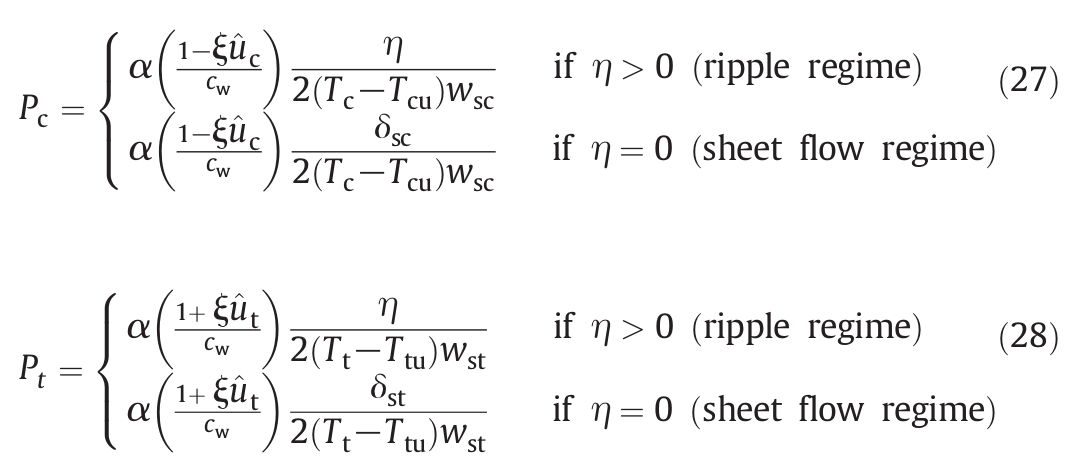 P_c = { α((1−ξû_c)/c_w) η/(2(T_c−T_cu)w_sc) if η > 0 (ripple regime) (27)
α((1−ξû_c)/c_w) δ_sc/(2(T_c−T_cu)w_sc) if η = 0 (sheet flow regime)
P_t = { α((1+ξû_t)/c_w) η/(2(T_t−T_tu)w_st) if η > 0 (ripple regime) (28)
α((1+ξû_t)/c_w) δ_st/(2(T_t−T_tu)w_st) if η = 0 (sheet flow regime)